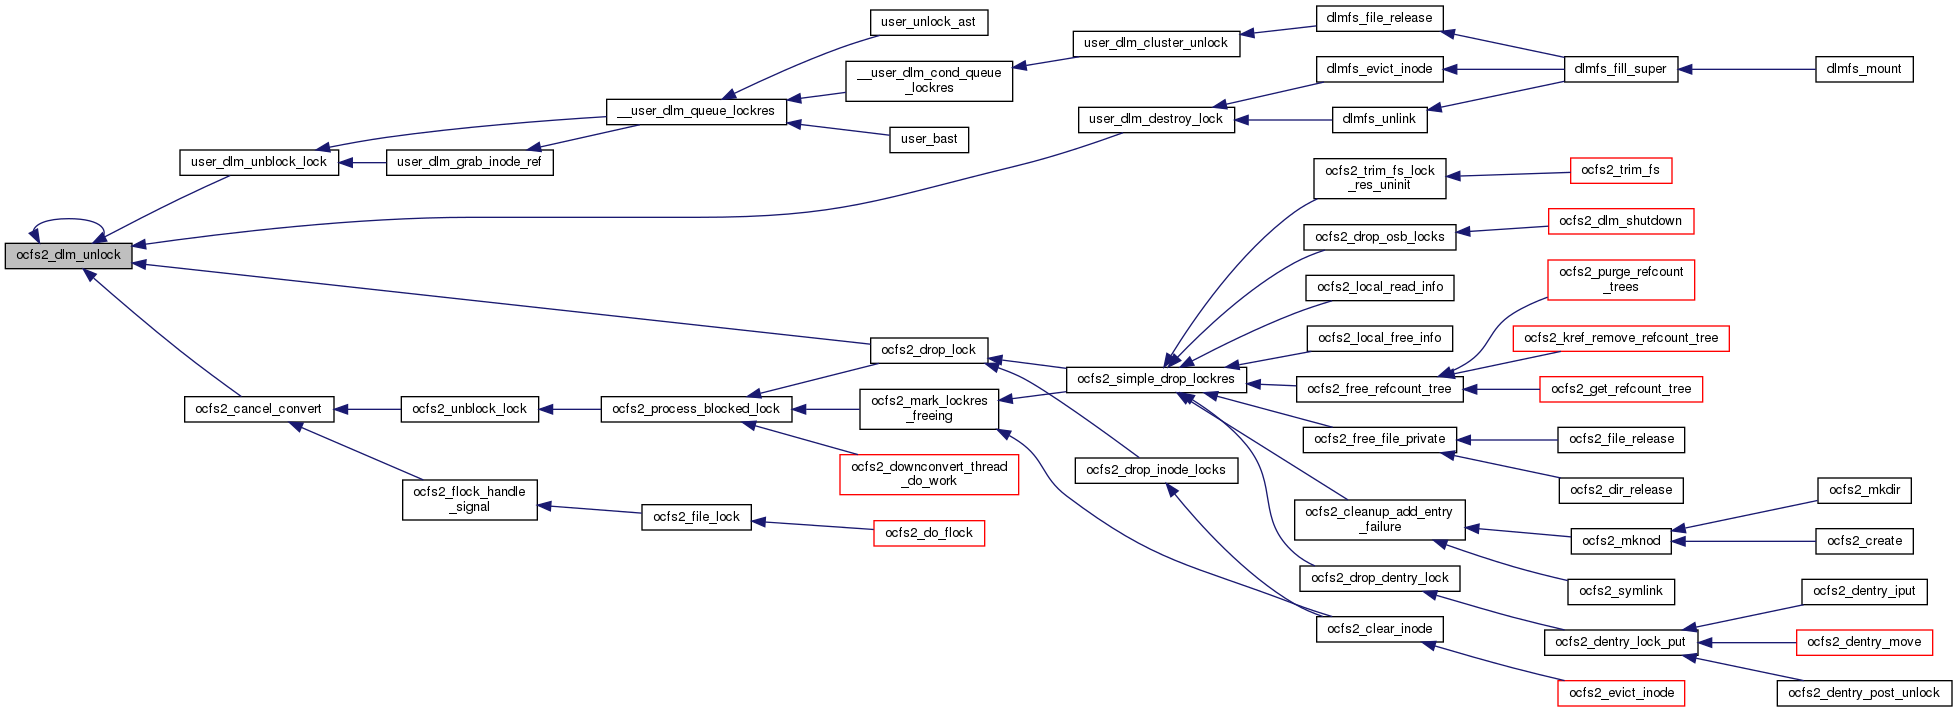 ocfs2_dlm_unlock
user_dlm_unblock_lock
user_dlm_grab_inode_ref
__user_dlm_queue_lockres
user_unlock_ast
__user_dlm_cond_queue
_lockres
user_bast
user_dlm_cluster_unlock
user_dlm_destroy_lock
dlmfs_file_release
dlmfs_evict_inode
dlmfs_unlink
dlmfs_fill_super
dlmfs_mount
ocfs2_cancel_convert
ocfs2_unblock_lock
ocfs2_flock_handle
_signal
ocfs2_process_blocked_lock
ocfs2_file_lock
ocfs2_drop_lock
ocfs2_mark_lockres
_freeing
ocfs2_downconvert_thread
_do_work
ocfs2_do_flock
ocfs2_simple_drop_lockres
ocfs2_drop_inode_locks
ocfs2_trim_fs_lock
_res_uninit
ocfs2_drop_osb_locks
ocfs2_local_read_info
ocfs2_local_free_info
ocfs2_free_refcount_tree
ocfs2_free_file_private
ocfs2_cleanup_add_entry
_failure
ocfs2_drop_dentry_lock
ocfs2_clear_inode
ocfs2_trim_fs
ocfs2_dlm_shutdown
ocfs2_purge_refcount
_trees
ocfs2_kref_remove_refcount_tree
ocfs2_get_refcount_tree
ocfs2_file_release
ocfs2_dir_release
ocfs2_mknod
ocfs2_symlink
ocfs2_dentry_lock_put
ocfs2_evict_inode
ocfs2_mkdir
ocfs2_create
ocfs2_dentry_iput
ocfs2_dentry_move
ocfs2_dentry_post_unlock